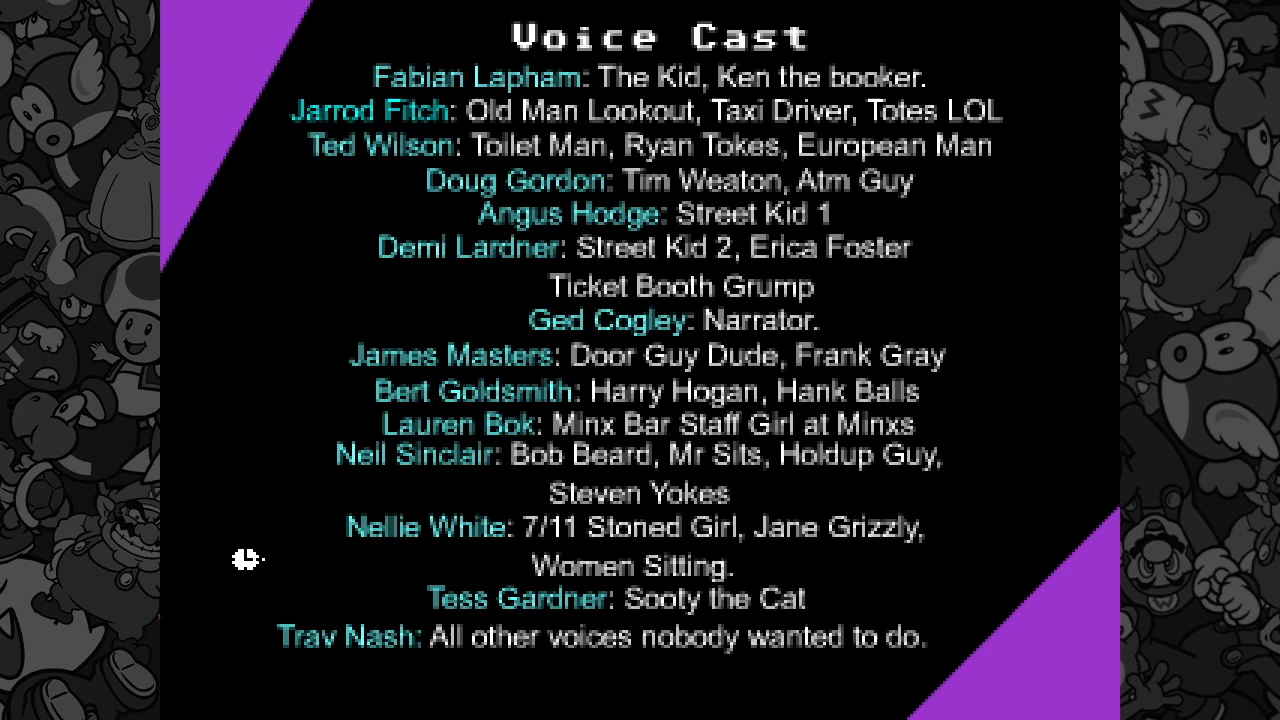 Voice Cast
Fabian Lapham: The Kid, Ken the booker.
Jarrod Fitch: Old Man Lookout, Taxi Driver, Totes LOL
Ted Wilson: Toilet Man, Ryan Tokes, European Man
Doug Gordon: Tim Weaton, Atm Guy
Angus Hodge: Street Kid 1
Demi Lardner: Street Kid 2, Erica Foster
Ticket Booth Grump
Ged Cogley: Narrator.
James Masters: Door Guy Dude, Frank Gray
Bert Goldsmith: Harry Hogan, Hank Balls
Lauren Bok: Minx Bar Staff Girl at Minxs
Neil Sinclair: Bob Beard, Mr Sits, Holdup Guy,
Steven Yokes
Nellie White: 7/11 Stoned Girl, Jane Grizzly,
Women Sitting.
Tess Gardner: Sooty the Cat
Trav Nash: All other voices nobody wanted to do.